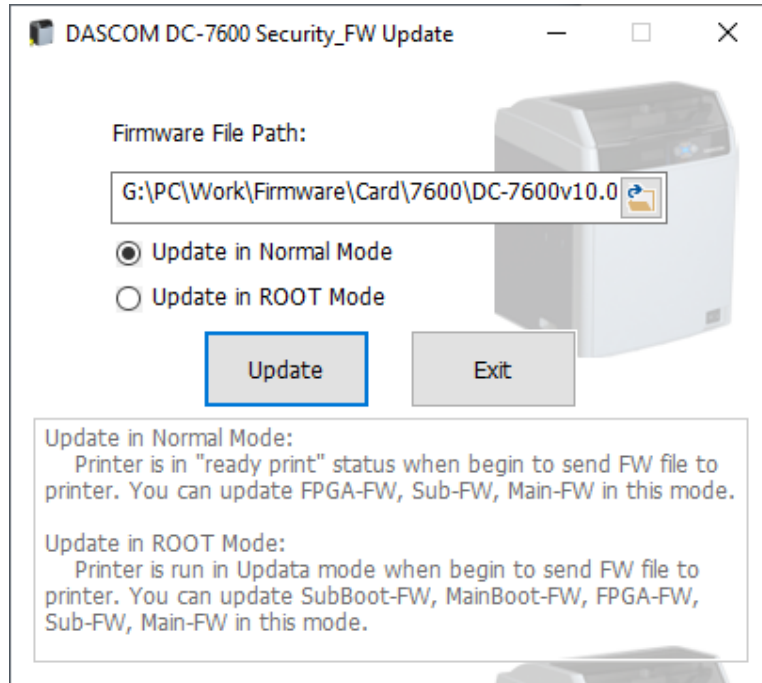 DASCOM DC-7600 Security_FW Update
Firmware File Path:
G:\PC\Work\Firmware\Card\7600\DC-7600v10.0
Update in Normal Mode
Update in ROOT Mode
Update Exit
Update in Normal Mode:
Printer is in "ready print" status when begin to send FW file to
printer. You can update FPGA-FW, Sub-FW, Main-FW in this mode.
Update in ROOT Mode:
Printer is run in Updata mode when begin to send FW file to
printer. You can update SubBoot-FW, MainBoot-FW, FPGA-FW,
Sub-FW, Main-FW in this mode.